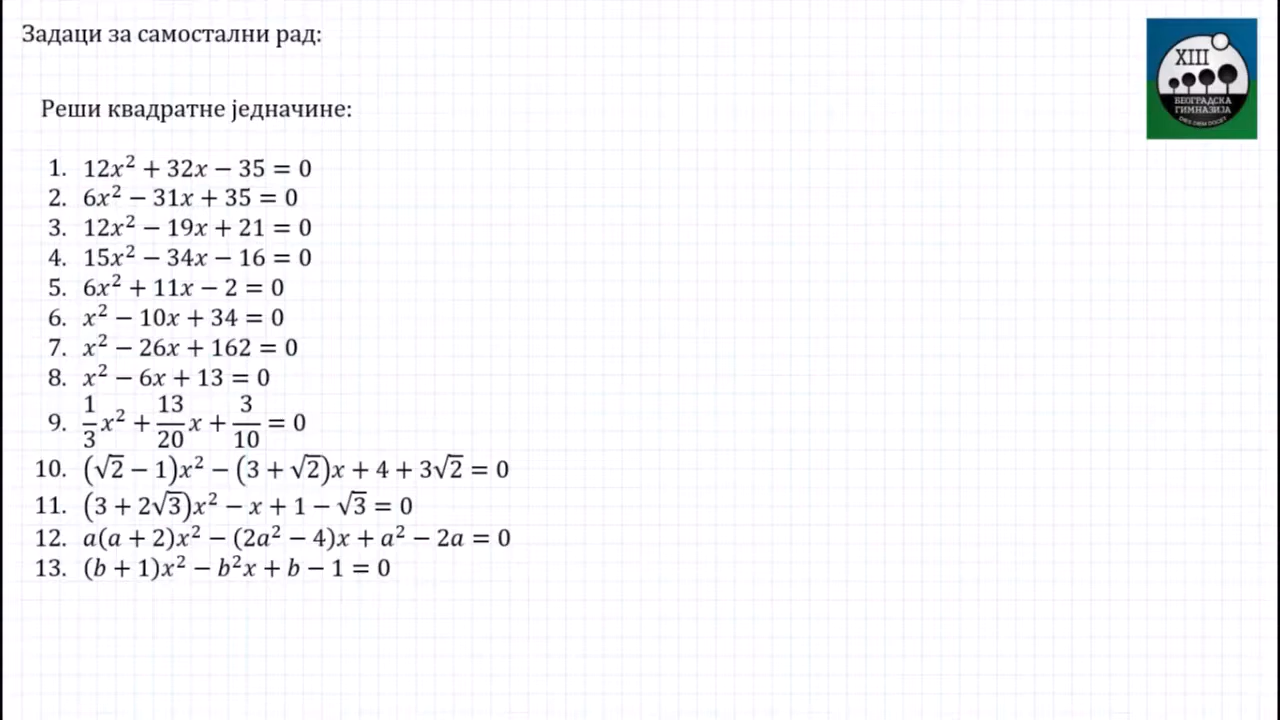 Задаци за самостални рад:
Реши квадратне једначине:
1. 12x² + 32x − 35 = 0
2. 6x² − 31x + 35 = 0
3. 12x² − 19x + 21 = 0
4. 15x² − 34x − 16 = 0
5. 6x² + 11x − 2 = 0
6. x² − 10x + 34 = 0
7. x² − 26x + 162 = 0
8. x² − 6x + 13 = 0
9. 1/3 x² + 13/20 x + 3/10 = 0
10. (√2 − 1)x² − (3 + √2)x + 4 + 3√2 = 0
11. (3 + 2√3)x² − x + 1 − √3 = 0
12. a(a + 2)x² − (2a² − 4)x + a² − 2a = 0
13. (b + 1)x² − b²x + b − 1 = 0
XIII
БЕОГРАДСКА
ГИМНАЗИЈА
DIES DIEM DOCET